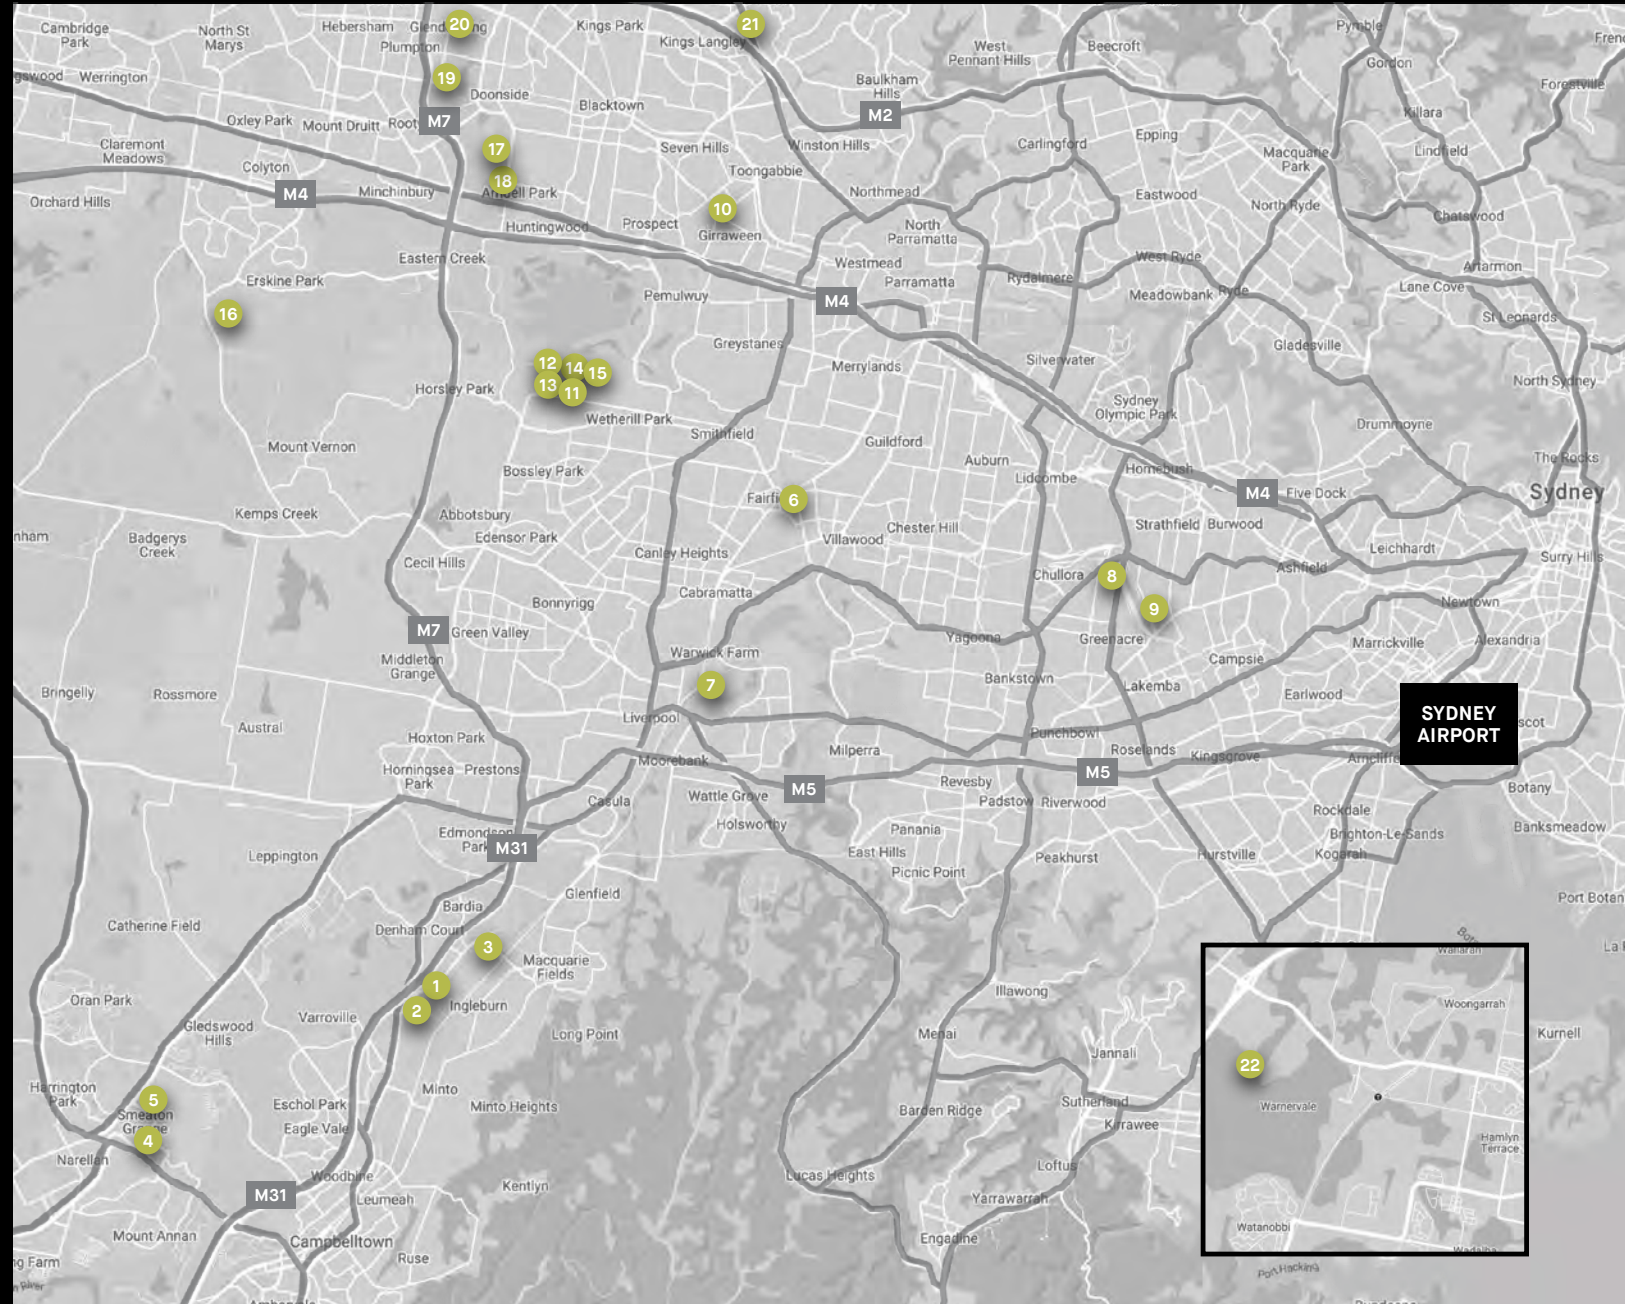 Cambridge
Park
North St
Marys
Hebersham
20
Kings Park
21
Kings Langley
Plumpton
West
Pennant Hills
Beecroft
Pymble
Gordon
Forestville
Werrington
19
Doonside
Blacktown
Baulkham
Hills
M2
Killara
Oxley Park
Mount Druitt
M7
Claremont
Meadows
Colyton
17
Seven Hills
Toongabbie
Winston Hills
Carlingford
Epping
Macquarie
Park
Lindfield
M4
Minchinbury
18
Arndell Park
Orchard Hills
10
Girraween
Northmead
Eastwood
North Ryde
Chatswood
Huntingwood
Prospect
North
Parramatta
Eastern Creek
Westmead
Parramatta
Rydalmere
West Ryde
Artarmon
Lane Cove
Erskine Park
Pemulwuy
M4
Meadowbank
Ryde
St Leonards
16
Greystanes
Merrylands
Silverwater
Gladesville
12
14
15
13
11
Horsley Park
Wetherill Park
Smithfield
Guildford
Sydney
Olympic Park
North Sydney
Drummoyne
Mount Vernon
Bossley Park
Auburn
Lidcombe
Homebush
The Rocks
Sydney
Fairfield
6
M4
Five Dock
Kemps Creek
Abbotsbury
Edensor Park
Chester Hill
Villawood
Strathfield
Burwood
Badgerys
Creek
Canley Heights
Leichhardt
Surry Hills
Cecil Hills
Cabramatta
Chullora
8
Ashfield
Bonnyrigg
9
Newtown
M7
Green Valley
Yagoona
Greenacre
Marrickville
Alexandria
Middleton
Grange
Warwick Farm
7
Bankstown
Lakemba
Campsie
Earlwood
Bringelly
Rossmore
Austral
Liverpool
SYDNEY
AIRPORT
Hoxton Park
Moorebank
Milperra
Punchbowl
Roselands
Kingsgrove
Arncliffe
Horningsea
Park
Prestons
M5
M5
Casula
Wattle Grove
Revesby
Padstow
Riverwood
Botany
Rockdale
Brighton-Le-Sands
Banksmeadow
Edmondson
Park
M31
Holsworthy
Panania
East Hills
Picnic Point
Peakhurst
Hurstville
Kogarah
Leppington
Glenfield
Bardia
Catherine Field
Denham Court
3
Macquarie
Fields
1
2
Ingleburn
Oran Park
Varroville
Gledswood
Hills
Long Point
Illawong
Menai
Jannali
Woongarrah
Kurnell
22
Warnervale
Harrington
Park
5
Smeaton
Grange
4
Eschol Park
Eagle Vale
Minto
Minto Heights
Barden Ridge
Sutherland
Kirrawee
Hamlyn
Terrace
Narellan
M31
Woodbine
Leumeah
Kentlyn
Lucas Heights
Loftus
Yarrawarrah
Mount Annan
Campbelltown
Ruse
Engadine
Watanobbi
Port Hacking